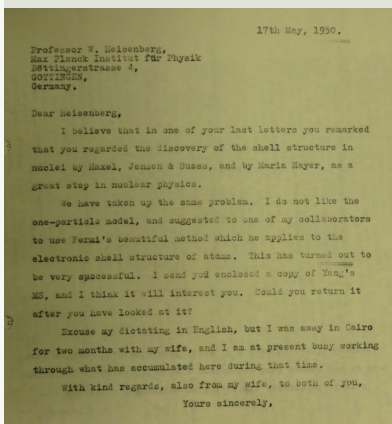 17th May, 1950.
Professor W. Heisenberg,
Max Planck Institut für Physik
Böttingerstrasse 4,
GOTTINGEN,
Germany.
Dear Heisenberg,
I believe that in one of your last letters you remarked
that you regarded the discovery of the shell structure in
nuclei by Haxel, Jensen & Suess, and by Maria Mayer, as a
great step in nuclear physics.
We have taken up the same problem. I do not like the
one-particle model, and suggested to one of my collaborators
to use Fermi's beautiful method which he applies to the
electronic shell structure of atoms. This has turned out to
be very successful. I send you enclosed a copy of Yang's
MS, and I think it will interest you. Could you return it
after you have looked at it?
Excuse my dictating in English, but I was away in Cairo
for two months with my wife, and I am at present busy working
through what has accumulated here during that time.
With kind regards, also from my wife, to both of you,
Yours sincerely,